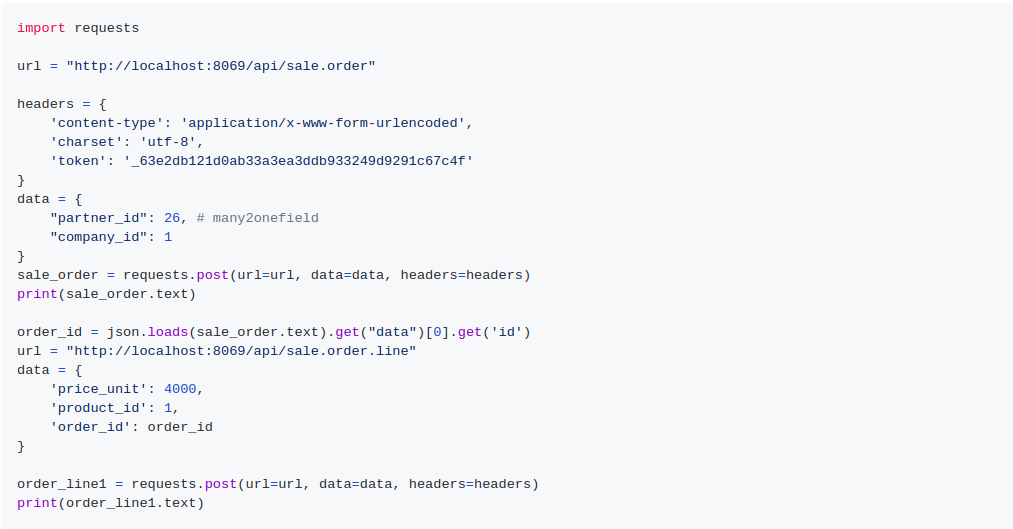 import requests

url = "http://localhost:8069/api/sale.order"

headers = {
    'content-type': 'application/x-www-form-urlencoded',
    'charset': 'utf-8',
    'token': '_63e2db121d0ab33a3ea3ddb933249d9291c67c4f'
}
data = {
    "partner_id": 26, # many2onefield
    "company_id": 1
}
sale_order = requests.post(url=url, data=data, headers=headers)
print(sale_order.text)

order_id = json.loads(sale_order.text).get("data")[0].get('id')
url = "http://localhost:8069/api/sale.order.line"
data = {
    'price_unit': 4000,
    'product_id': 1,
    'order_id': order_id
}

order_line1 = requests.post(url=url, data=data, headers=headers)
print(order_line1.text)